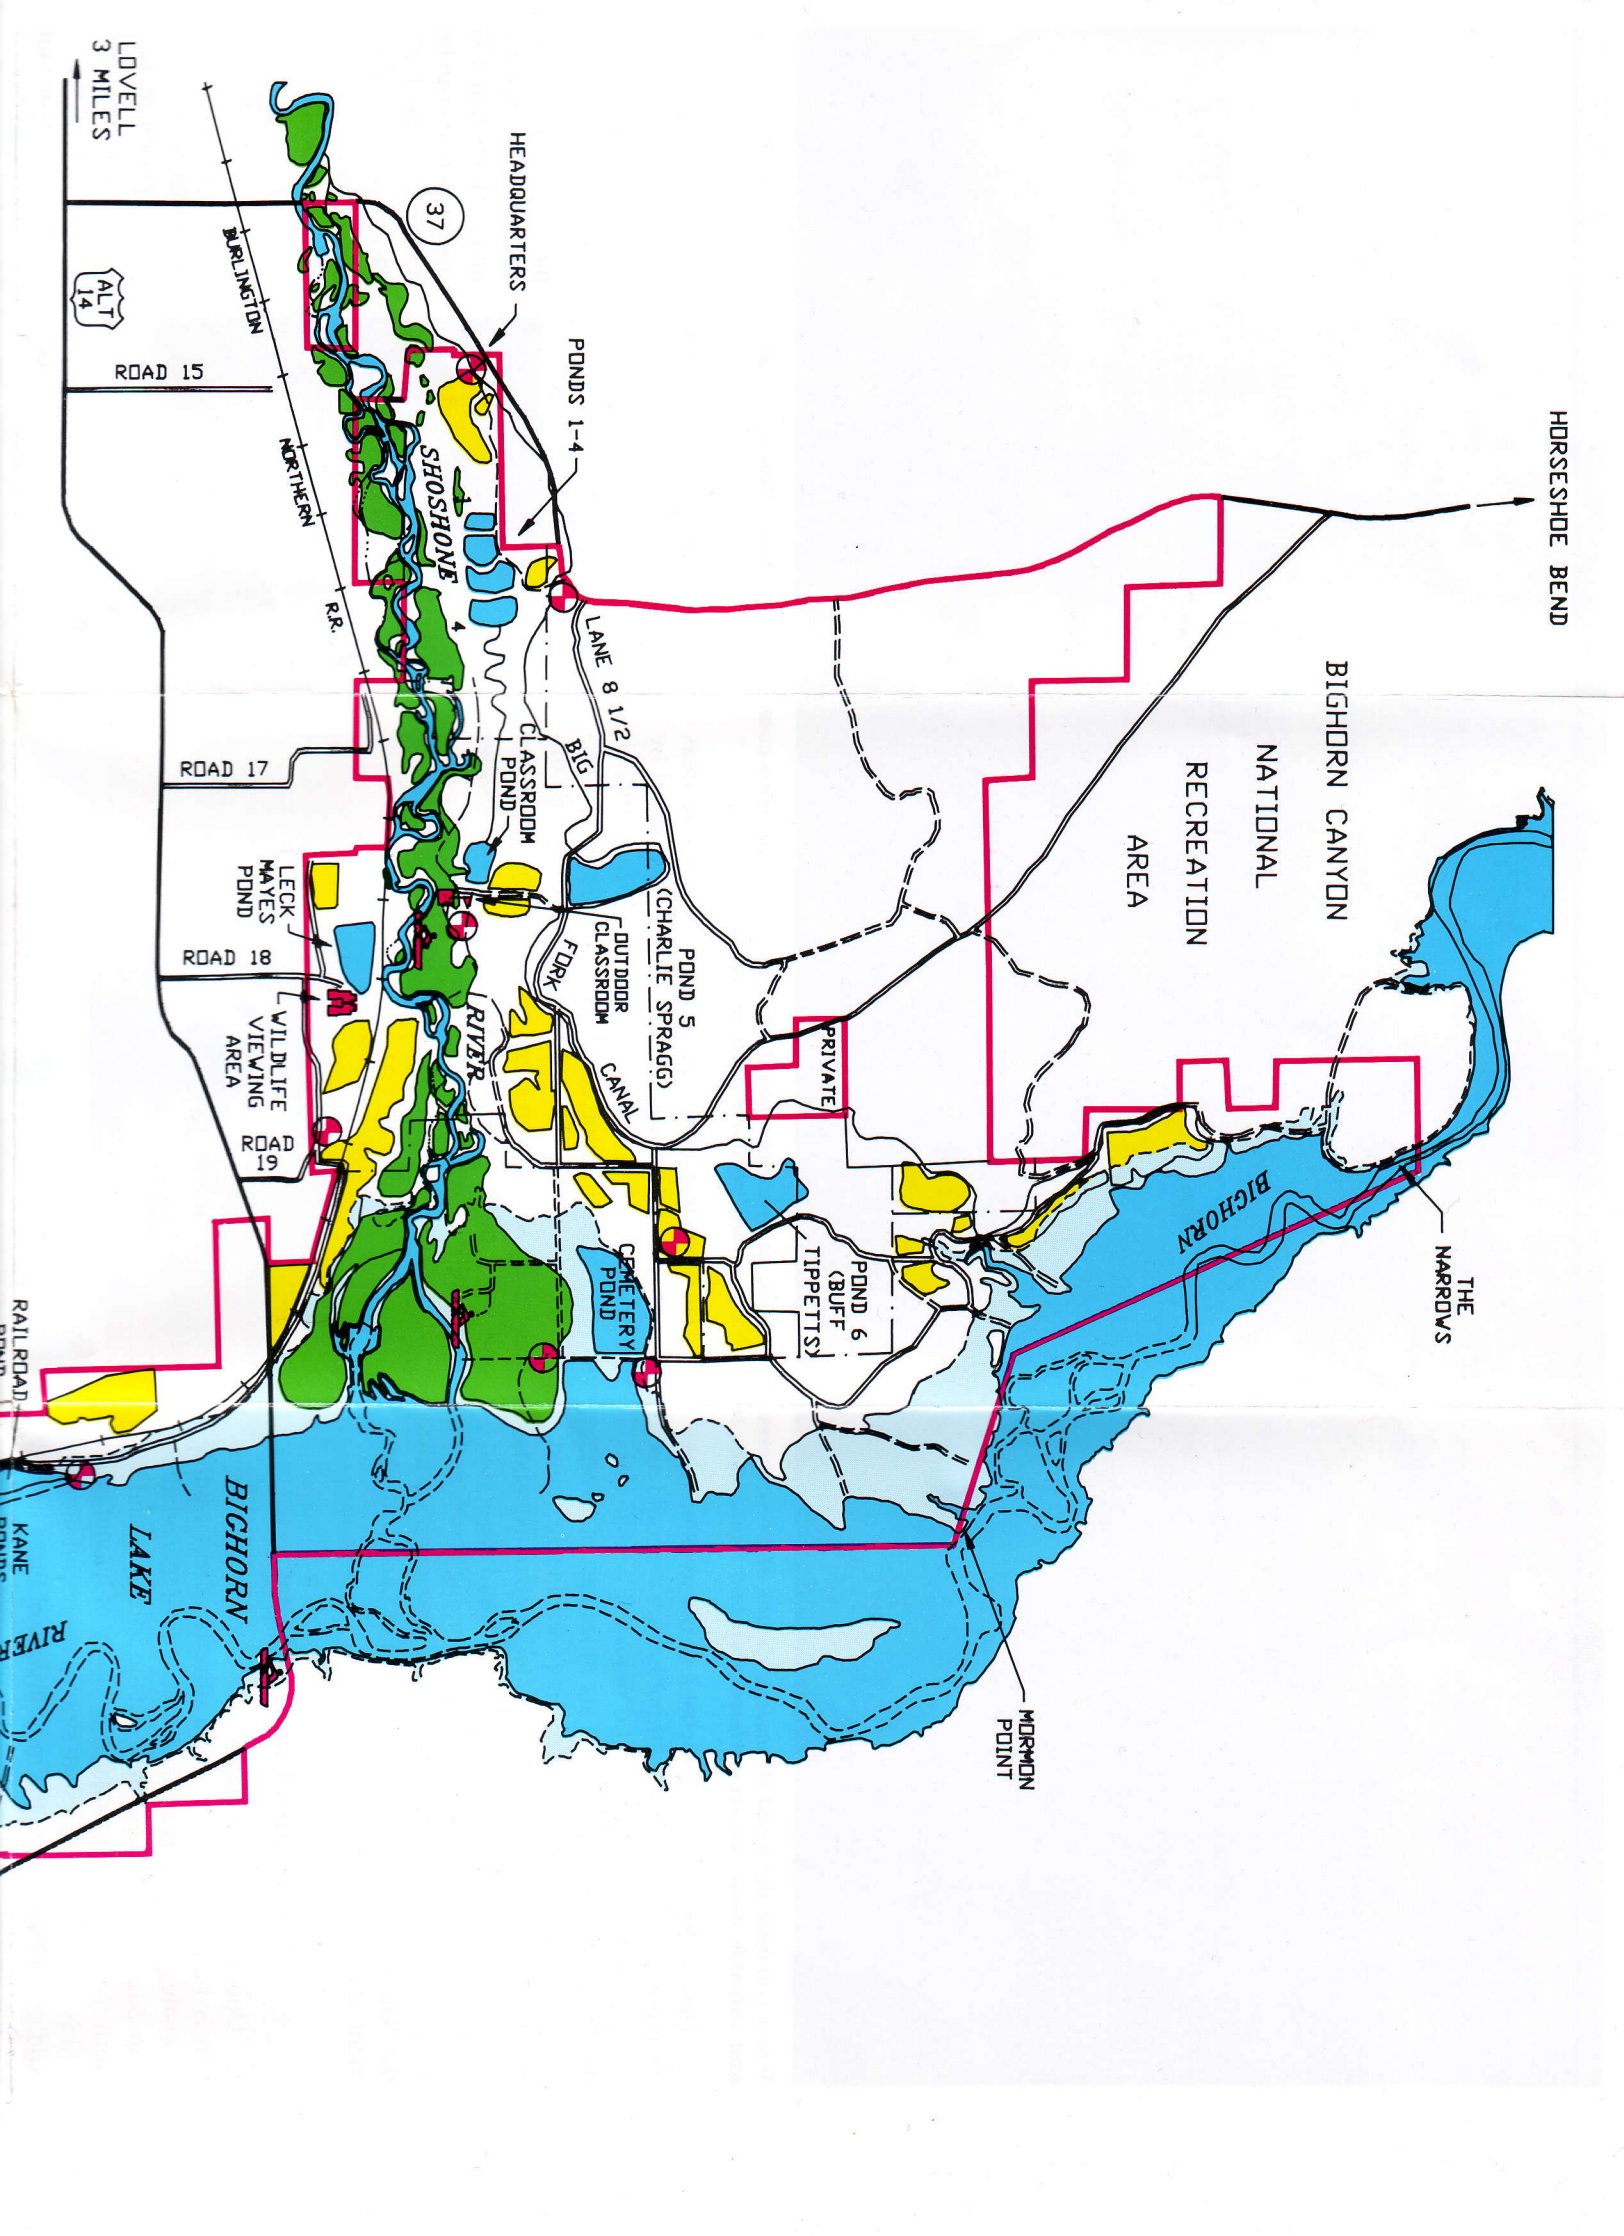 HORSESHOE BEND
BIGHORN CANYON
NATIONAL
RECREATION
AREA
THE
NARROWS
BIGHORN
PRIVATE
MORMON
POINT
HEADQUARTERS
37
PONDS 1-4
LANE 8 1/2
BIG
FORK
CANAL
CLASSROOM
POND
POND 5
(CHARLIE SPRAGG)
OUTDOOR
CLASSROOM
POND 6
(BUFF
TIPPETTS)
CEMETERY
POND
SHOSHONE
RIVER
1
4
BURLINGTON
NORTHERN
R.R.
LOVELL
3 MILES
ALT
14
ROAD 15
ROAD 17
LECK
MAYES
POND
ROAD 18
WILDLIFE
VIEWING
AREA
ROAD
19
RAILROAD
BIGHORN
LAKE
KANE
RIVER